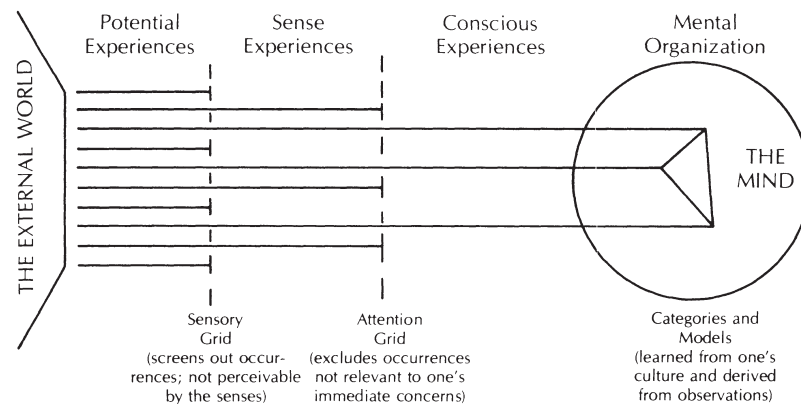 Potential
Experiences
Sense
Experiences
Conscious Experiences
Mental
Organization
THE EXTERNAL WORLD
THE
MIND
Sensory
Grid
(screens out occur-
rences; not perceivable
by the senses)
Attention
Grid
(excludes occurrences
not relevant to one's
immediate concerns)
Categories and
Models
(learned from one's
culture and derived
from observations)